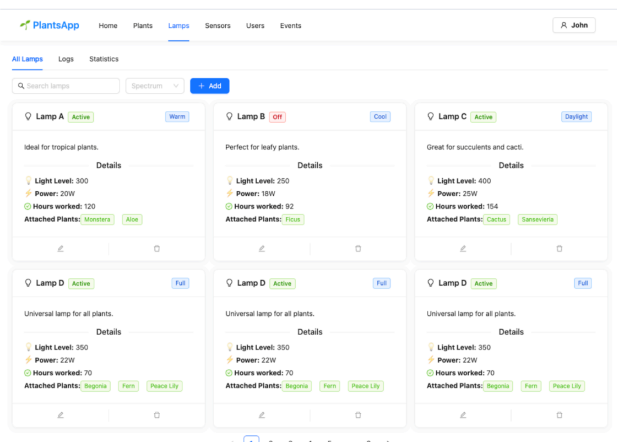 PlantsApp Home Plants Lamps Sensors Users Events John
All Lamps Logs Statistics
Search lamps Spectrum + Add
Lamp A Active Warm
Ideal for tropical plants.
Details
Light Level: 300
Power: 20W
Hours worked: 120
Attached Plants: Monstera Aloe
Lamp B Off Cool
Perfect for leafy plants.
Details
Light Level: 250
Power: 18W
Hours worked: 92
Attached Plants: Ficus
Lamp C Active Daylight
Great for succulents and cacti.
Details
Light Level: 400
Power: 25W
Hours worked: 154
Attached Plants: Cactus Sansevieria
Lamp D Active Full
Universal lamp for all plants.
Details
Light Level: 350
Power: 22W
Hours worked: 70
Attached Plants: Begonia Fern Peace Lily
Lamp D Active Full
Universal lamp for all plants.
Details
Light Level: 350
Power: 22W
Hours worked: 70
Attached Plants: Begonia Fern Peace Lily
Lamp D Active Full
Universal lamp for all plants.
Details
Light Level: 350
Power: 22W
Hours worked: 70
Attached Plants: Begonia Fern Peace Lily